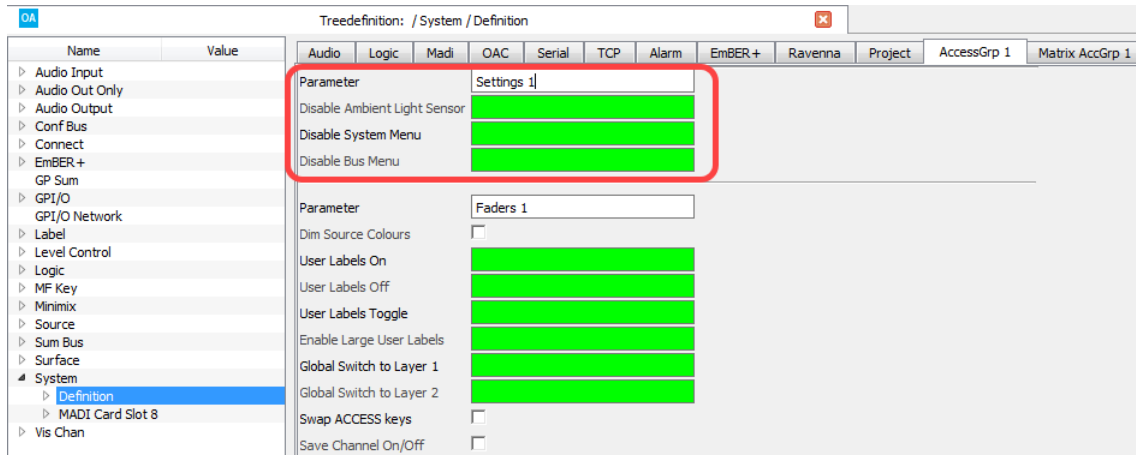 OA
Treedefinition: / System / Definition
Name Value
Audio Logic Madi OAC Serial TCP Alarm EmBER+ Ravenna Project AccessGrp 1 Matrix AccGrp 1
Audio Input
Audio Out Only
Audio Output
Conf Bus
Connect
EmBER+
GP Sum
GPI/O
GPI/O Network
Label
Level Control
Logic
MF Key
Minimix
Source
Sum Bus
Surface
System
Definition
MADI Card Slot 8
Vis Chan
Parameter Settings 1
Disable Ambient Light Sensor
Disable System Menu
Disable Bus Menu
Parameter Faders 1
Dim Source Colours
User Labels On
User Labels Off
User Labels Toggle
Enable Large User Labels
Global Switch to Layer 1
Global Switch to Layer 2
Swap ACCESS keys
Save Channel On/Off